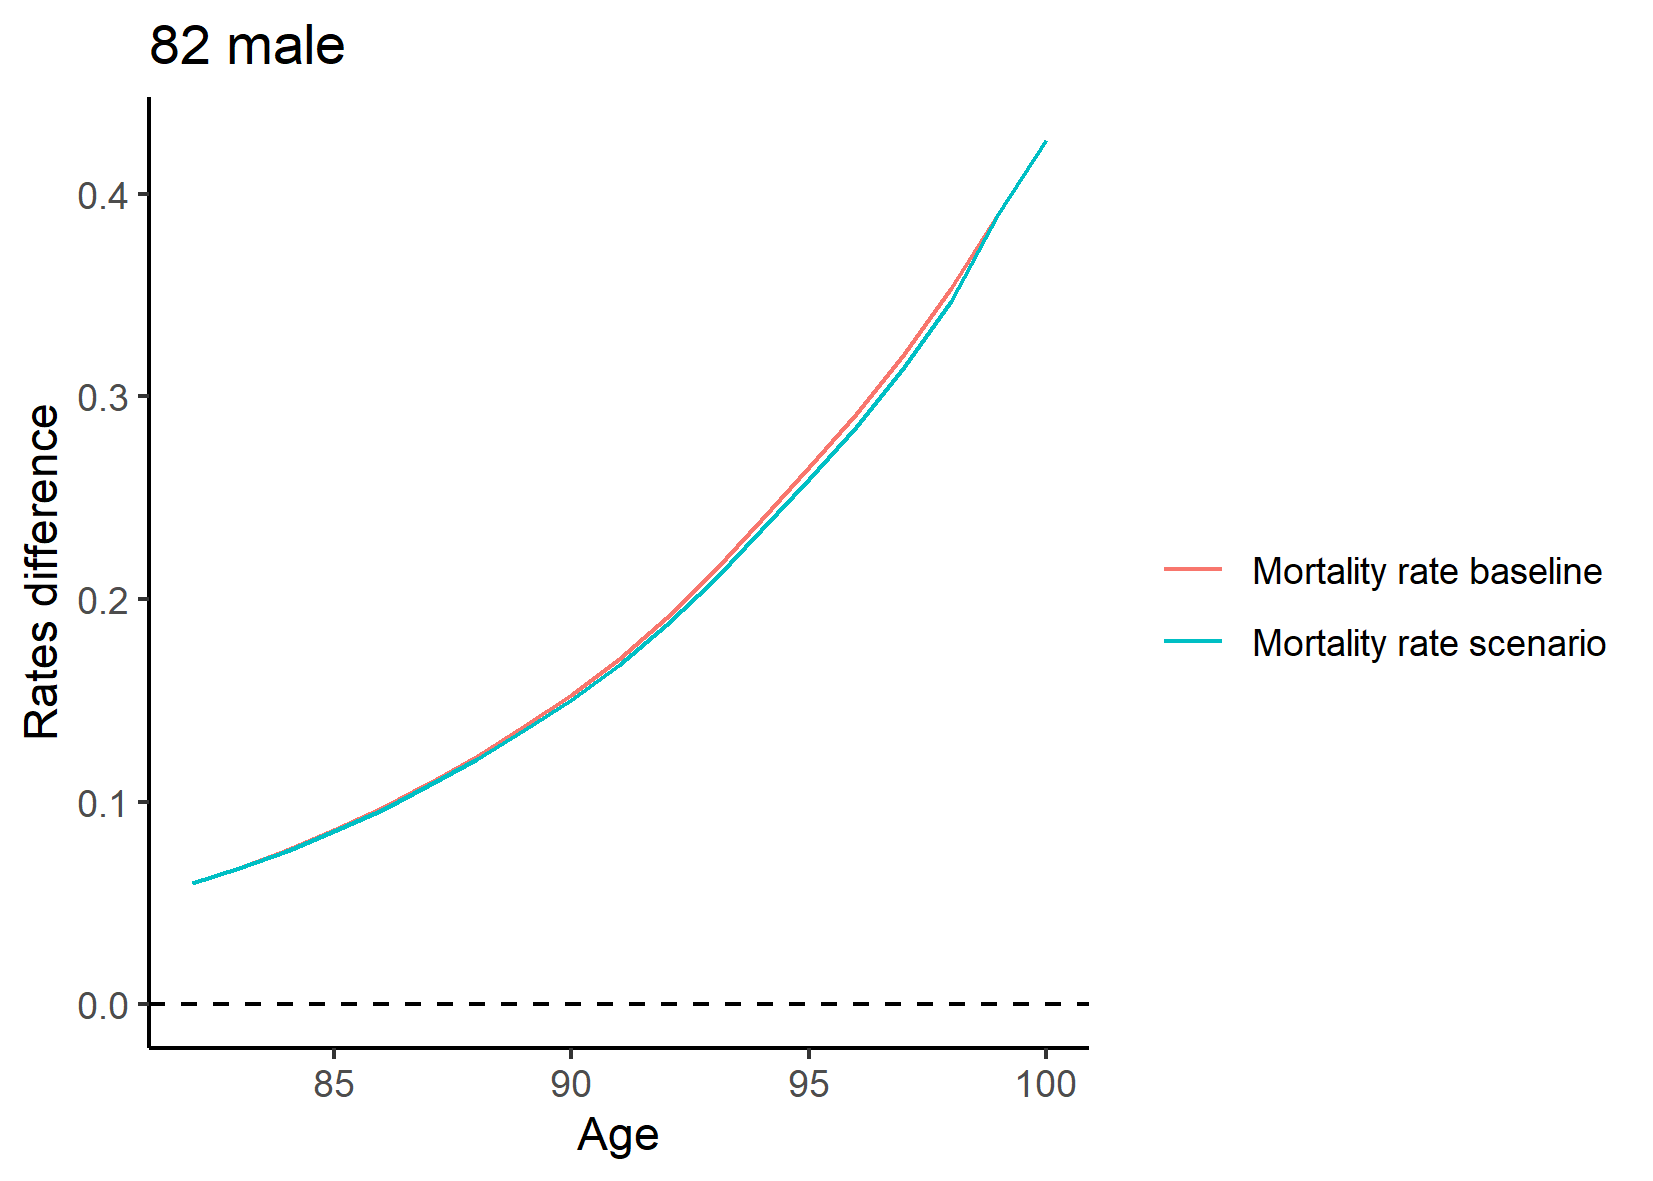 82 male
Rates difference
0.4
0.3
0.2
0.1
0.0
85 90 95 100
Age
Mortality rate baseline
Mortality rate scenario